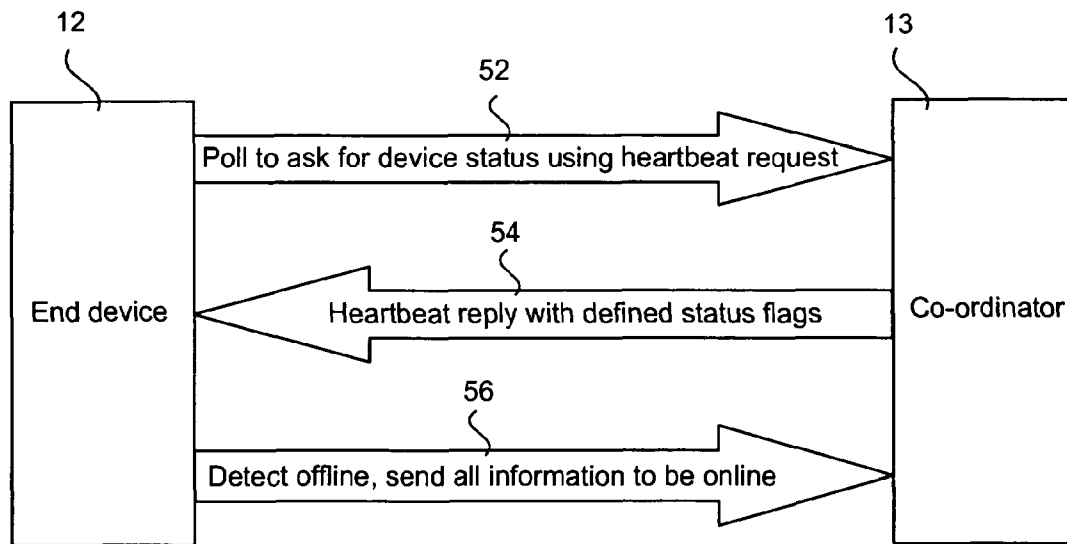 12
13
52
Poll to ask for device status using heartbeat request
54
End device
Heartbeat reply with defined status flags
Co-ordinator
56
Detect offline, send all information to be online